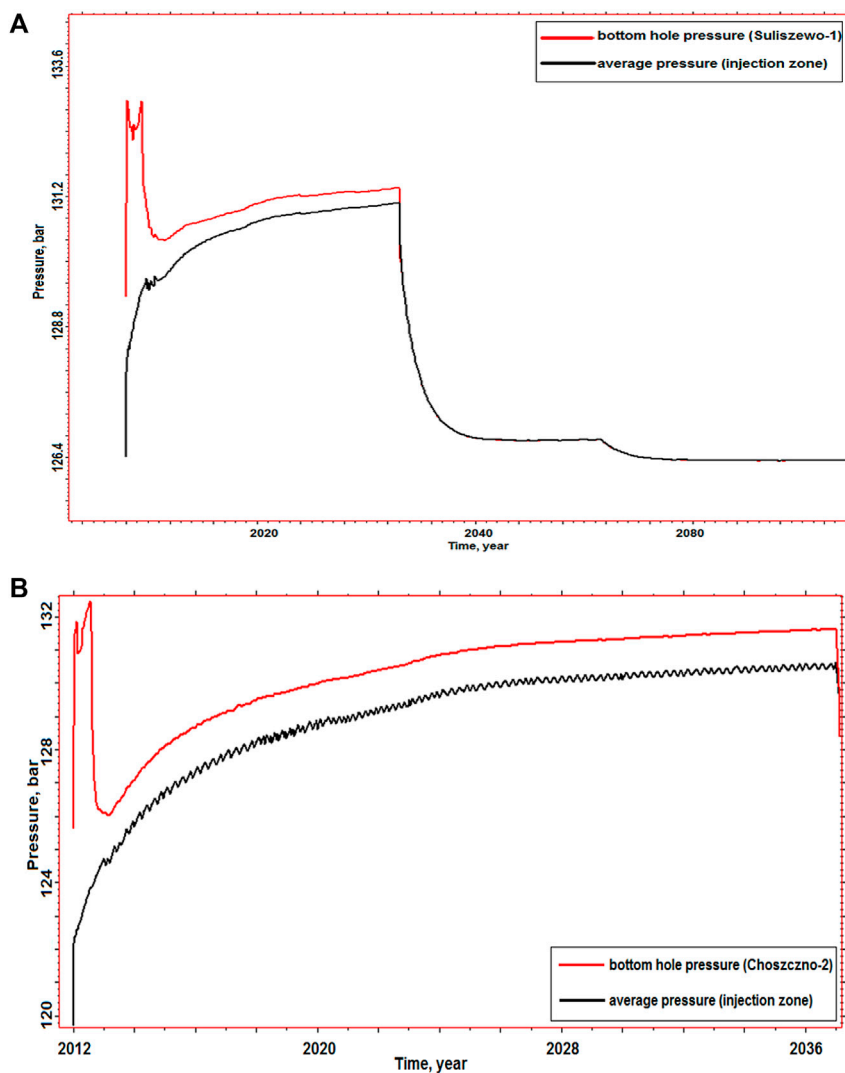 A
bottom hole pressure (Suliszewo-1)
average pressure (injection zone)
133.6
131.2
128.8
126.4
Pressure, bar
2020
2040
2080
Time, year
B
132
128
124
120
Pressure, bar
bottom hole pressure (Choszczno-2)
average pressure (injection zone)
2012
2020
2028
2036
Time, year